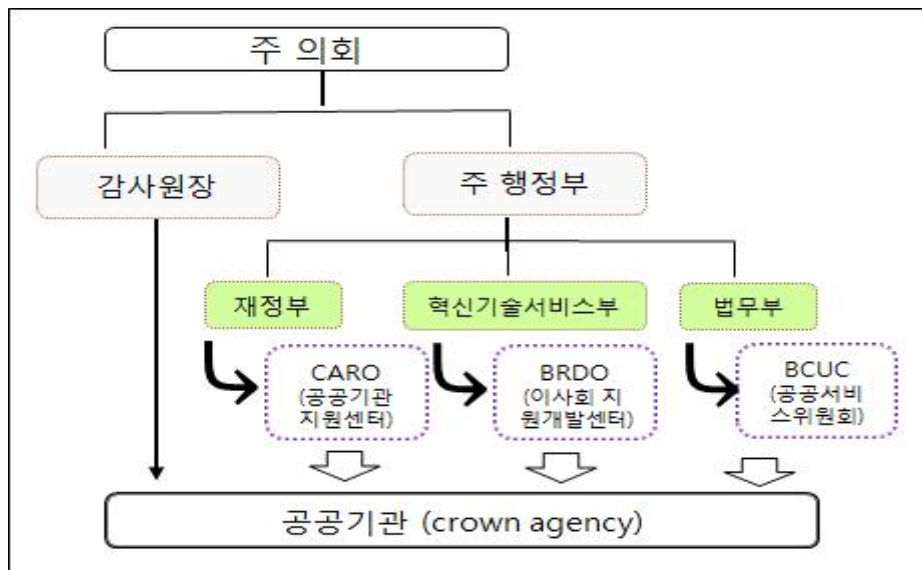 주 의회
감사원장
주 행정부
재정부
혁신기술서비스부
법무부
CARO
(공공기관
지원센터)
BRDO
(이사회 지
원개발센터)
BCUC
(공공서비
스위원회)
공공기관 (crown agency)